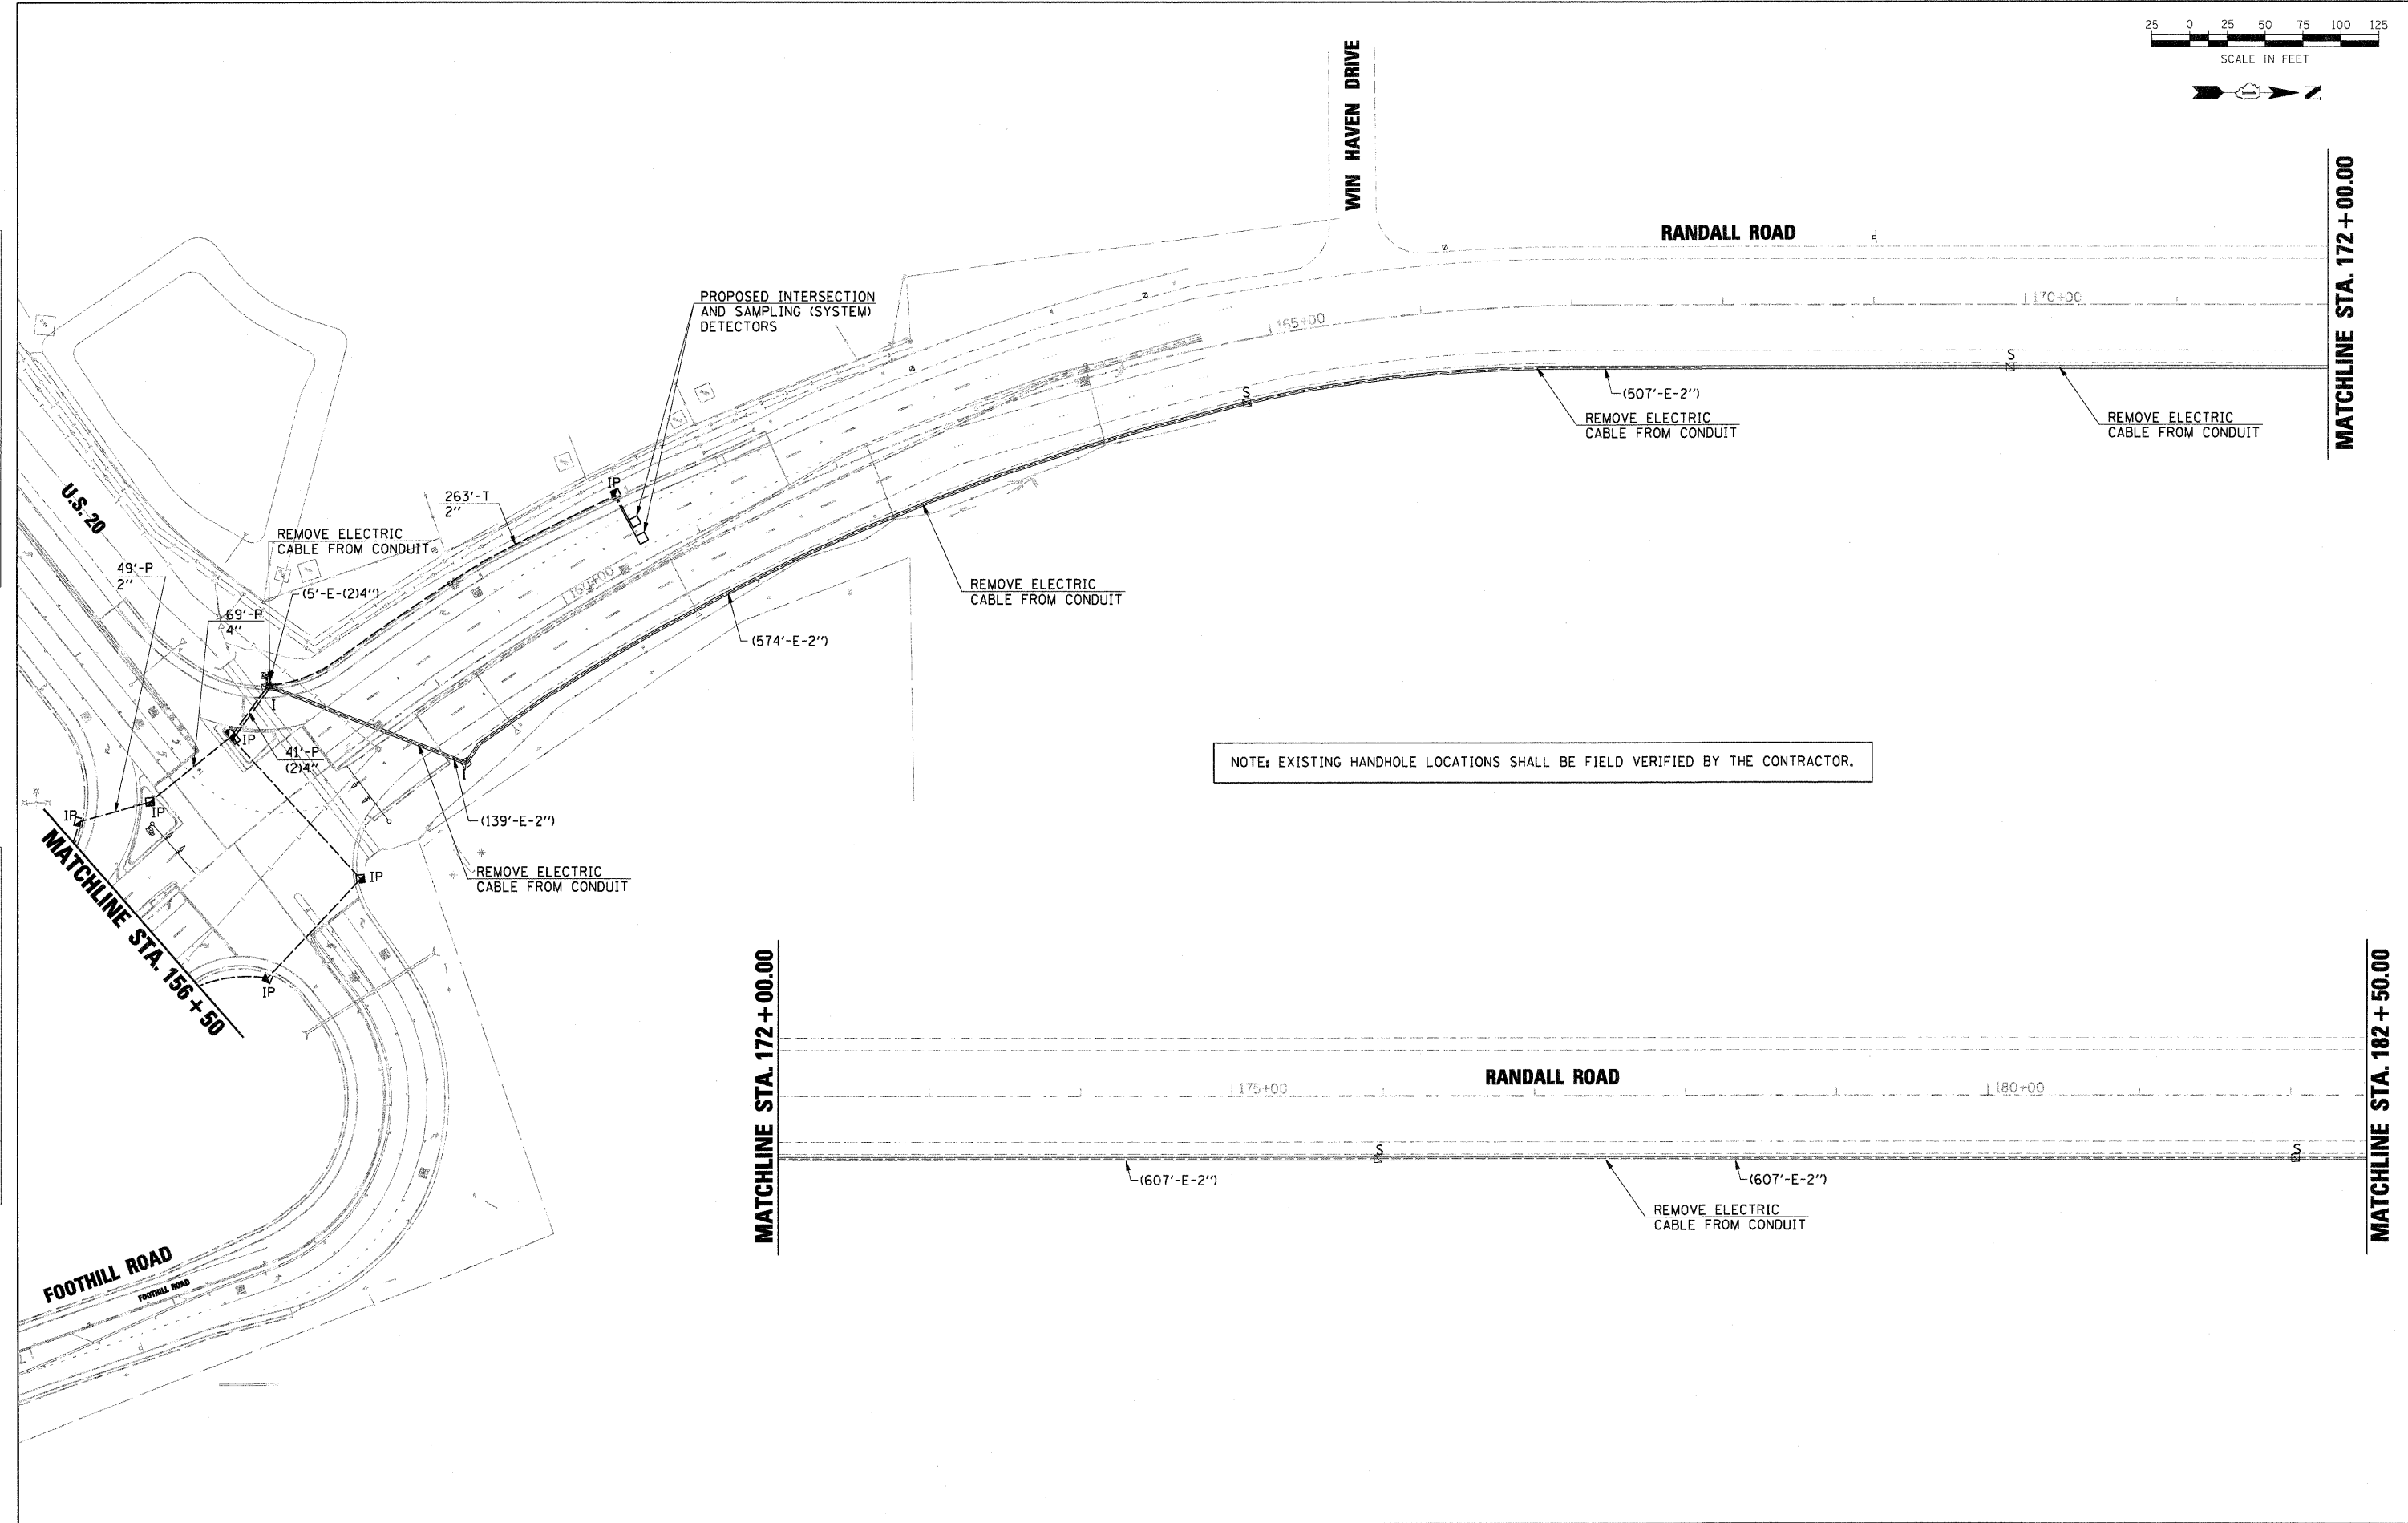 25 0 25 50 75 100 125
SCALE IN FEET
WIN HAVEN DRIVE
RANDALL ROAD
MATCHLINE STA. 172+00.00
170+00
165+00
PROPOSED INTERSECTION
AND SAMPLING (SYSTEM)
DETECTORS
S
S
(507'-E-2'')
REMOVE ELECTRIC
CABLE FROM CONDUIT
REMOVE ELECTRIC
CABLE FROM CONDUIT
U.S. 20
IP
263'-T
2''
REMOVE ELECTRIC
CABLE FROM CONDUIT
49'-P
2''
(5'-E-(2)4'')
160+00
REMOVE ELECTRIC
CABLE FROM CONDUIT
69'-P
4''
(574'-E-2'')
I
IP
41'-P
(2)4''
I
NOTE: EXISTING HANDHOLE LOCATIONS SHALL BE FIELD VERIFIED BY THE CONTRACTOR.
IP
IP
(139'-E-2'')
MATCHLINE STA. 156+50
REMOVE ELECTRIC
CABLE FROM CONDUIT
IP
IP
MATCHLINE STA. 172+00.00
175+00
RANDALL ROAD
180+00
MATCHLINE STA. 182+50.00
S
S
(607'-E-2'')
(607'-E-2'')
REMOVE ELECTRIC
CABLE FROM CONDUIT
FOOTHILL ROAD
FOOTHILL ROAD